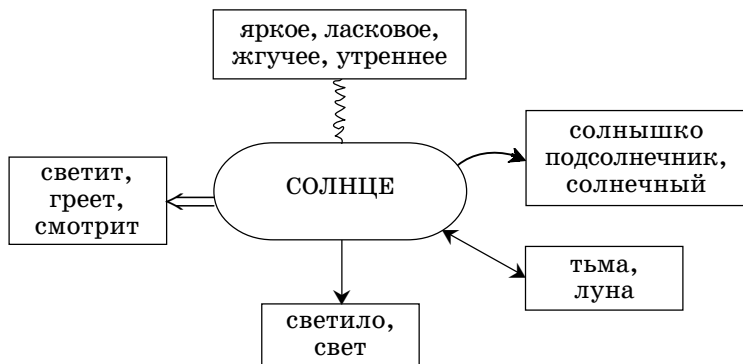 яркое, ласковое,
жгучее, утреннее
солнышко
подсолнечник,
солнечный
светит,
греет,
смотрит
СОЛНЦЕ
тьма,
луна
светило,
свет